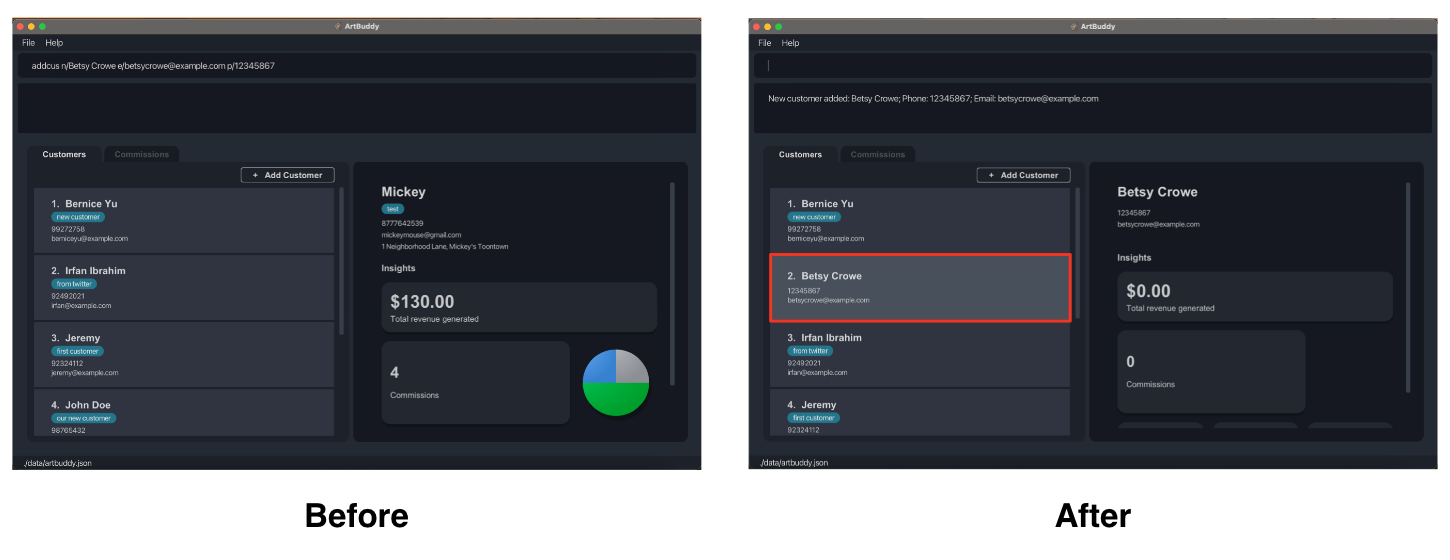 ArtBuddy
File Help
addcus n/Betsy Crowe e/betsycrowe@example.com p/12345867
Customers Commissions
+ Add Customer
1. Bernice Yu
new customer
99272758
berniceyu@example.com
2. Irfan Ibrahim
from twitter
92492021
irfan@example.com
3. Jeremy
first customer
92324112
jeremy@example.com
4. John Doe
our new customer
98765432
Mickey
test
8777642539
mickeymouse@gmail.com
1 Neighborhood Lane, Mickey's Toontown
Insights
$130.00
Total revenue generated
4
Commissions
./data/artbuddy.json
Before
ArtBuddy
File Help
New customer added: Betsy Crowe; Phone: 12345867; Email: betsycrowe@example.com
Customers Commissions
+ Add Customer
1. Bernice Yu
new customer
99272758
berniceyu@example.com
2. Betsy Crowe
12345867
betsycrowe@example.com
3. Irfan Ibrahim
from twitter
92492021
irfan@example.com
4. Jeremy
first customer
92324112
Betsy Crowe
12345867
betsycrowe@example.com
Insights
$0.00
Total revenue generated
0
Commissions
./data/artbuddy.json
After